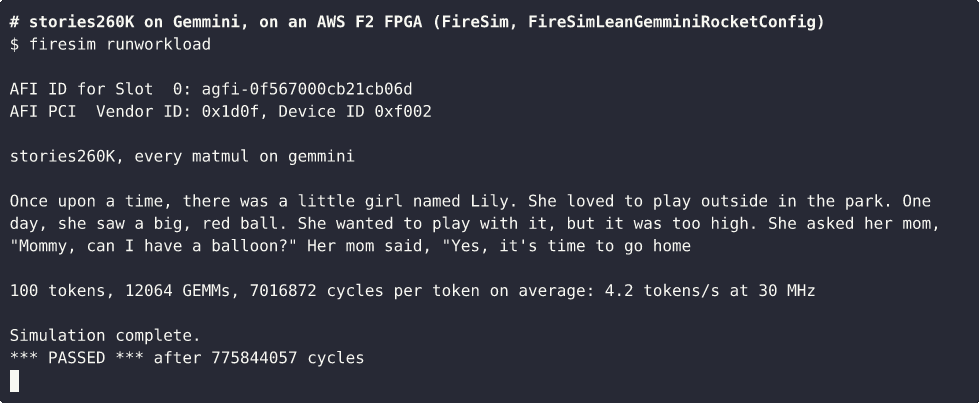 # stories260K on Gemmini, on an AWS F2 FPGA (FireSim, FireSimLeanGemminiRocketConfig)
$ firesim runworkload
AFI ID for Slot  0: agfi-0f567000cb21cb06d
AFI PCI  Vendor ID: 0x1d0f, Device ID 0xf002
stories260K, every matmul on gemmini
Once upon a time, there was a little girl named Lily. She loved to play outside in the park. One
day, she saw a big, red ball. She wanted to play with it, but it was too high. She asked her mom,
"Mommy, can I have a balloon?" Her mom said, "Yes, it's time to go home
100 tokens, 12064 GEMMs, 7016872 cycles per token on average: 4.2 tokens/s at 30 MHz
Simulation complete.
*** PASSED *** after 775844057 cycles